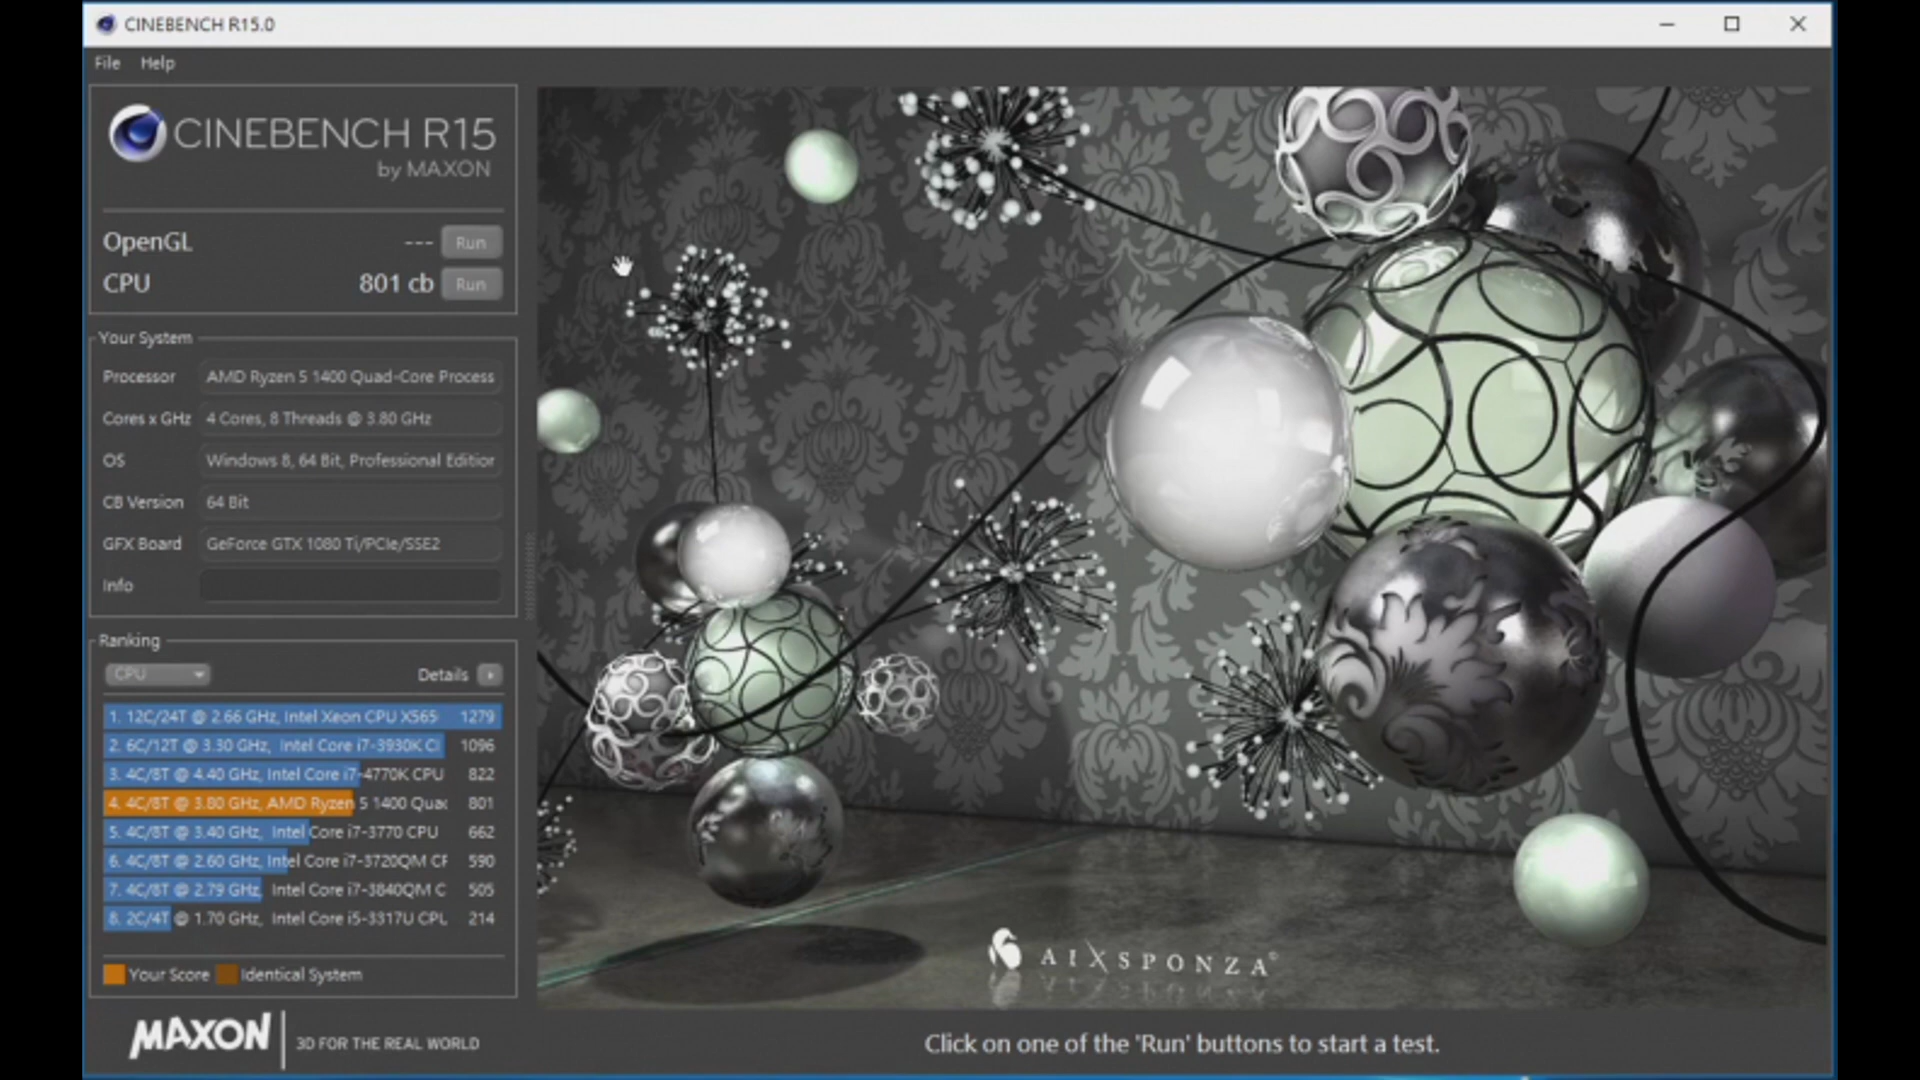 CINEBENCH R15.0
File Help
CINEBENCH R15
by MAXON
OpenGL --- Run
CPU 801 cb Run
Your System
Processor AMD Ryzen 5 1400 Quad-Core Process
Cores x GHz 4 Cores, 8 Threads @ 3.80 GHz
OS Windows 8, 64 Bit, Professional Edition
CB Version 64 Bit
GFX Board GeForce GTX 1080 Ti/PCIe/SSE2
Info
Ranking
CPU Details
1. 12C/24T @ 2.66 GHz, Intel Xeon CPU X565 1279
2. 6C/12T @ 3.30 GHz, Intel Core i7-3930K CI 1096
3. 4C/8T @ 4.40 GHz, Intel Core i7-4770K CPU 822
4. 4C/8T @ 3.80 GHz, AMD Ryzen 5 1400 Quac 801
5. 4C/8T @ 3.40 GHz, Intel Core i7-3770 CPU 662
6. 4C/8T @ 2.60 GHz, Intel Core i7-3720QM CF 590
7. 4C/8T @ 2.79 GHz, Intel Core i7-3840QM C 505
8. 2C/4T @ 1.70 GHz, Intel Core i5-3317U CPU 214
Your Score Identical System
MAXON 3D FOR THE REAL WORLD
AIXSPONZA©
Click on one of the 'Run' buttons to start a test.